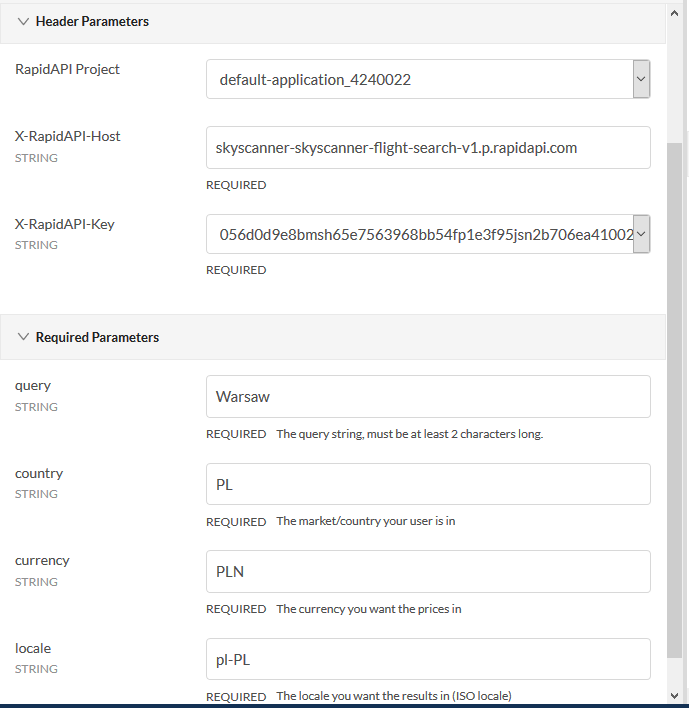 Header Parameters
RapidAPI Project
default-application_4240022
X-RapidAPI-Host
skyscanner-skyscanner-flight-search-v1.p.rapidapi.com
STRING
REQUIRED
X-RapidAPI-Key
056d0d9e8bmsh65e7563968bb54fp1e3f95jsn2b706ea41002
STRING
REQUIRED
Required Parameters
query
Warsaw
STRING
REQUIRED The query string, must be at least 2 characters long.
country
PL
STRING
REQUIRED The market/country your user is in
currency
PLN
STRING
REQUIRED The currency you want the prices in
locale
pl-PL
STRING
REQUIRED The locale you want the results in (ISO locale)